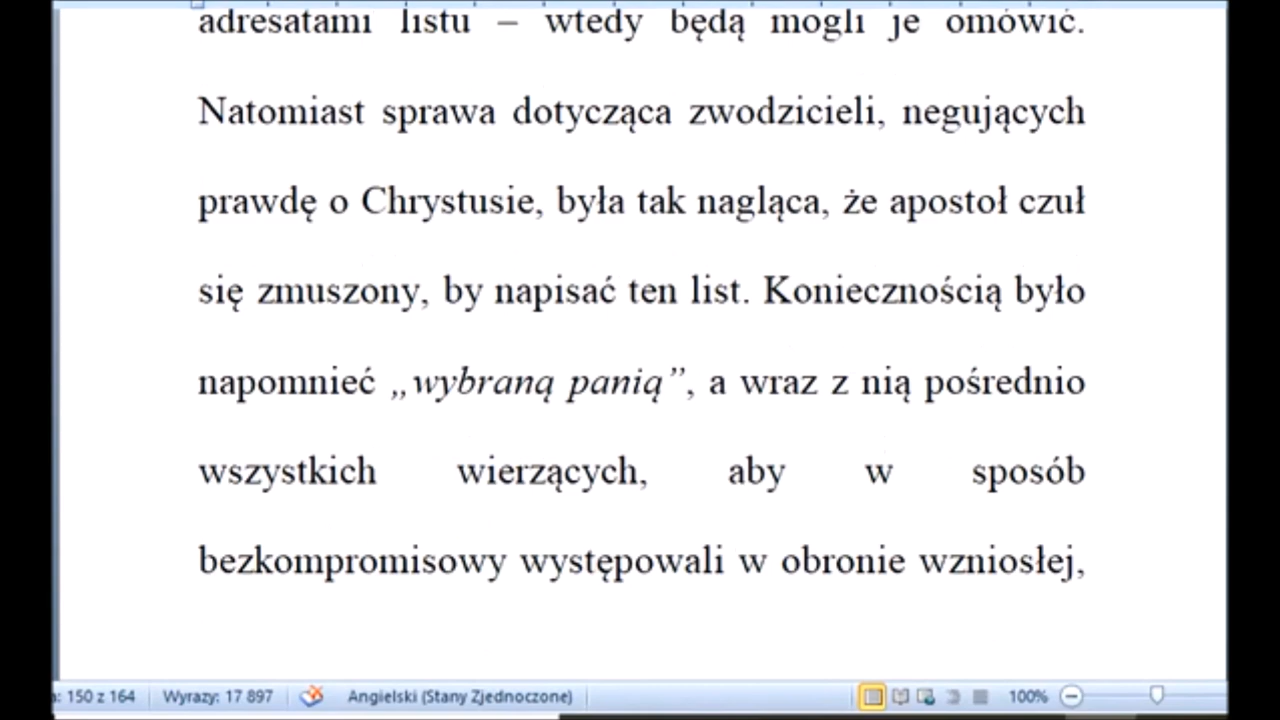 adresatami listu – wtedy będą mogli je omówić.
Natomiast sprawa dotycząca zwodzicieli, negujących
prawdę o Chrystusie, była tak nagląca, że apostoł czuł
się zmuszony, by napisać ten list. Koniecznością było
napomnieć „wybraną panią”, a wraz z nią pośrednio
wszystkich wierzących, aby w sposób
bezkompromisowy występowali w obronie wzniosłej,
: 150 z 164 Wyrazy: 17 897 Angielski (Stany Zjednoczone) 100%